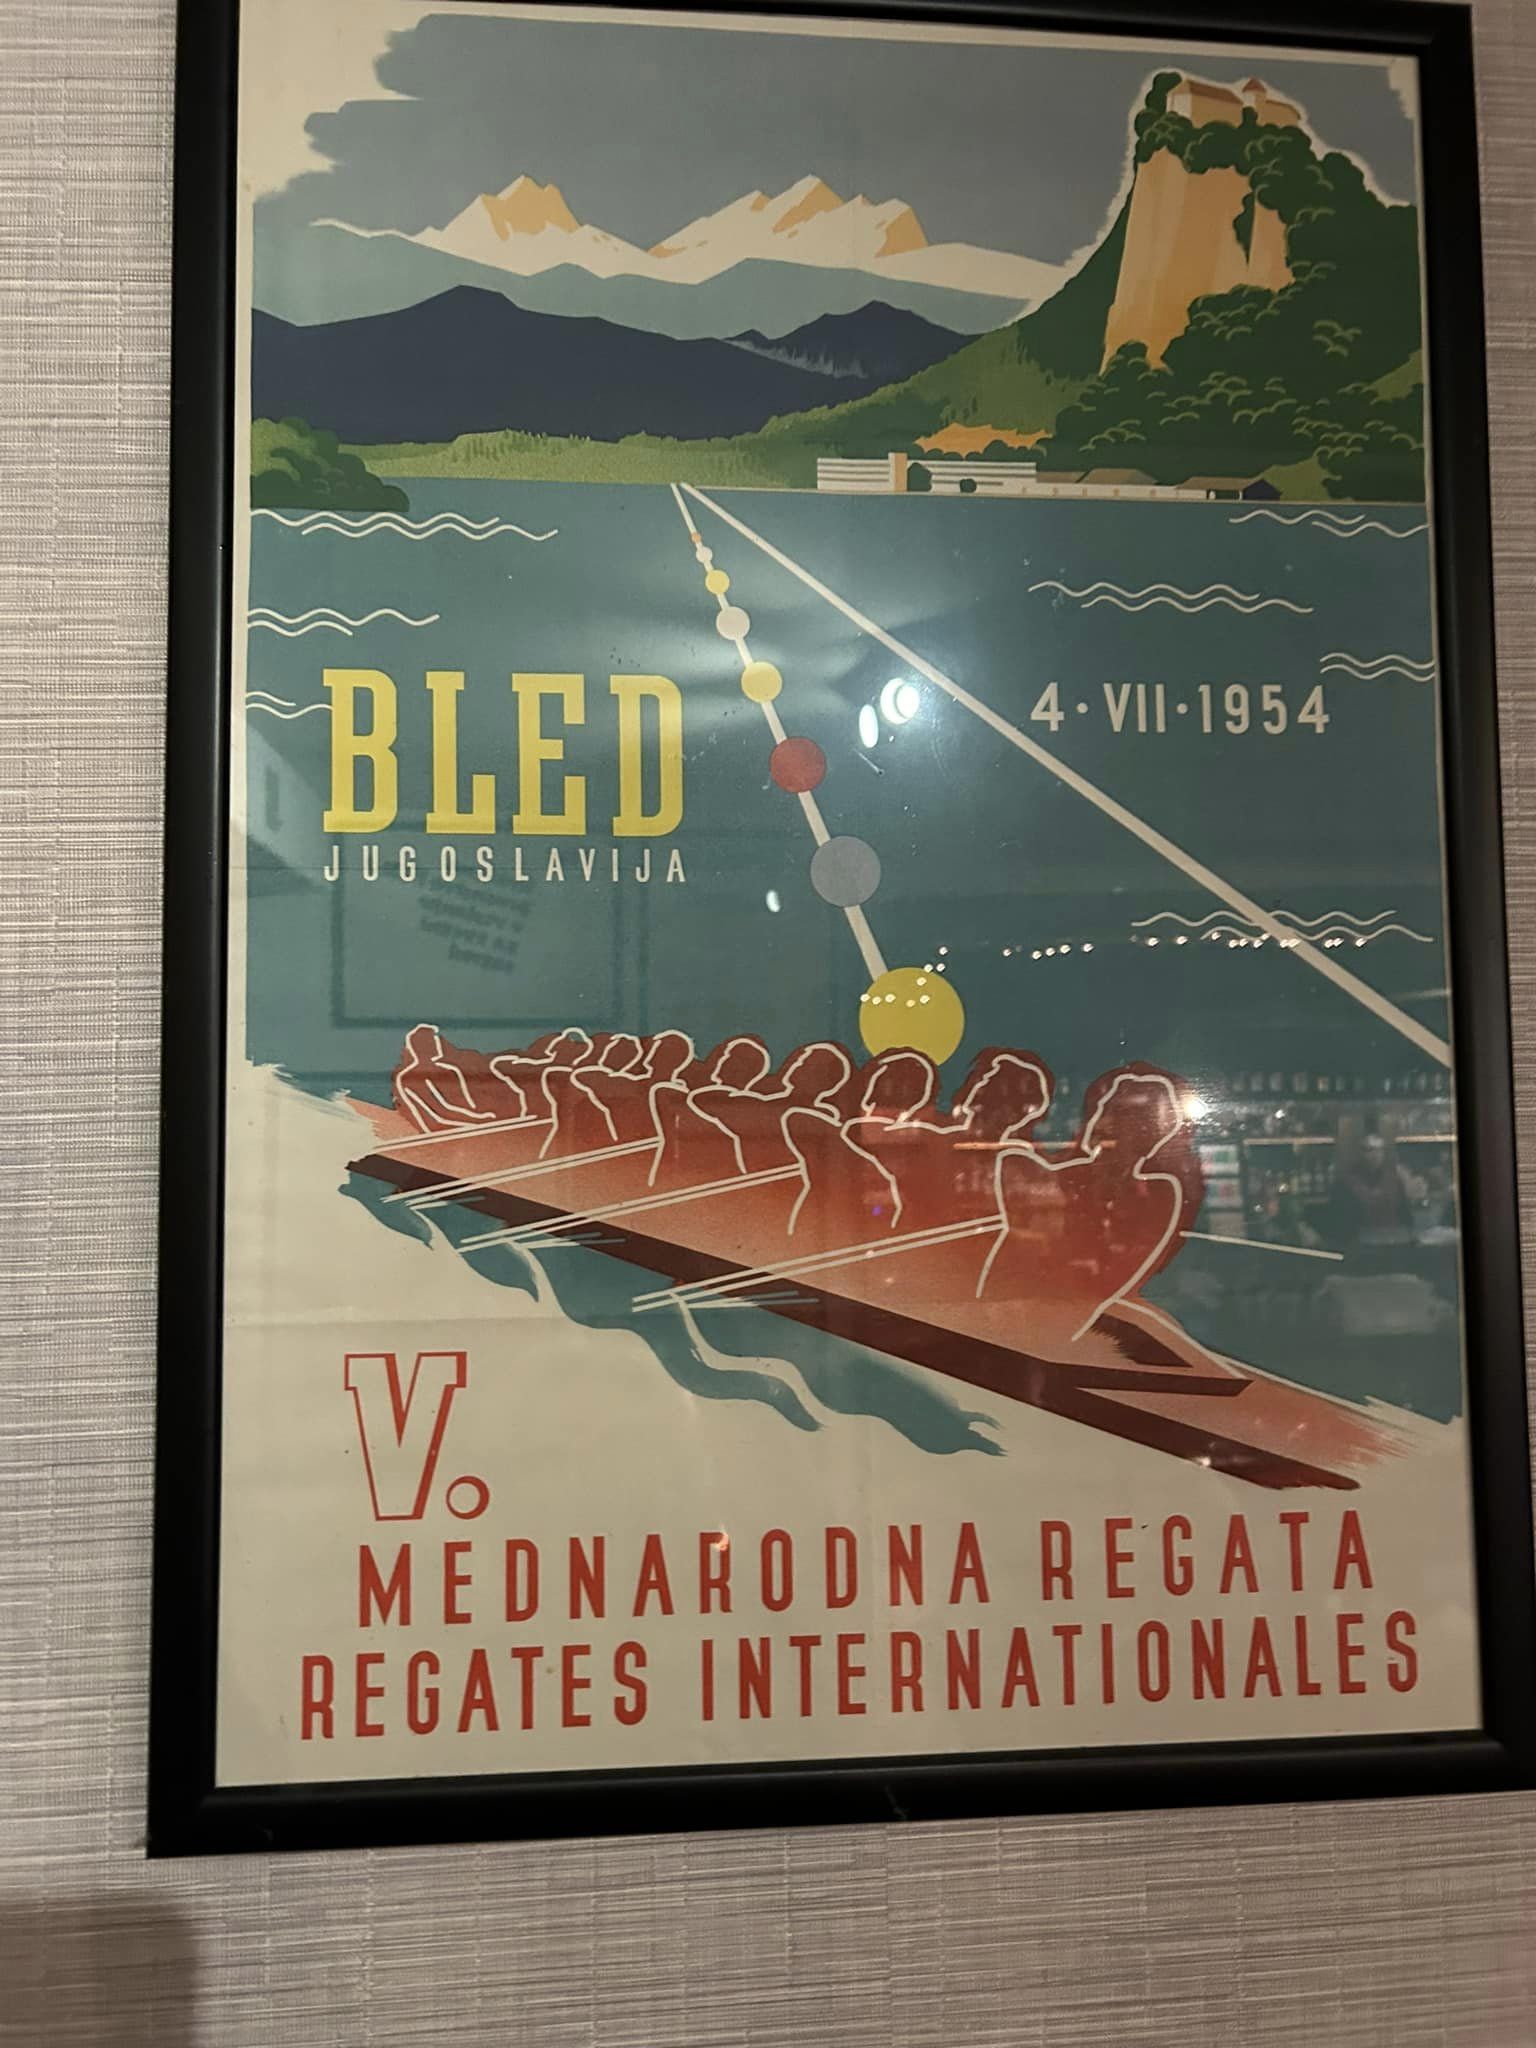 BLED
JUGOSLAVIJA
4·VII·1954
V.
MEDNARODNA REGATA
REGATES INTERNATIONALES